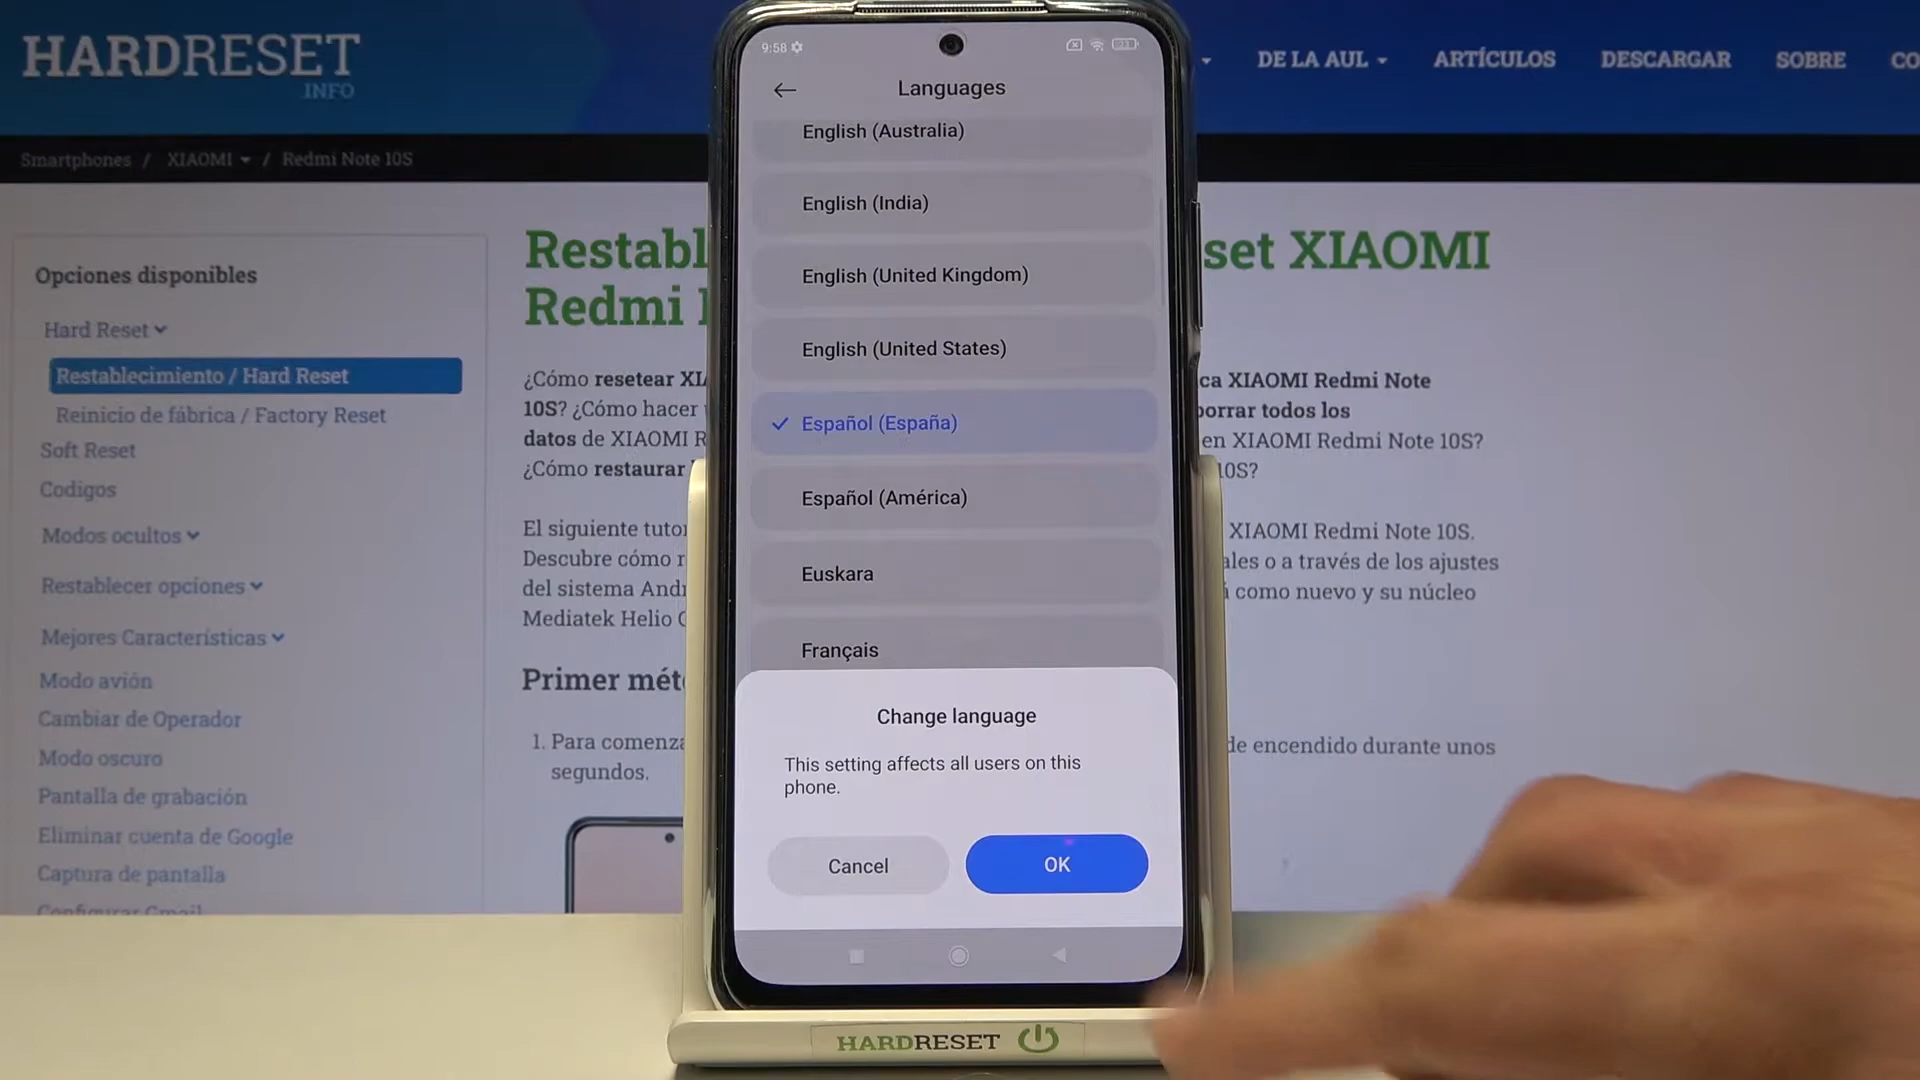 HARDRESET
.INFO
DE LA AUL
ARTÍCULOS
DESCARGAR
SOBRE
CO
Smartphones / XIAOMI / Redmi Note 10S
Opciones disponibles
Hard Reset
Restablecimiento / Hard Reset
Reinicio de fábrica / Factory Reset
Soft Reset
Codigos
Modos ocultos
Restablecer opciones
Mejores Características
Modo avión
Cambiar de Operador
Modo oscuro
Pantalla de grabación
Eliminar cuenta de Google
Captura de pantalla
Configurar Gmail
Restabl
set XIAOMI
Redmi
¿Cómo resetear XI
ca XIAOMI Redmi Note
10S? ¿Cómo hacer
borrar todos los
datos de XIAOMI R
en XIAOMI Redmi Note 10S?
¿Cómo restaurar
10S?
El siguiente tuto
XIAOMI Redmi Note 10S.
Descubre cómo r
ales o a través de los ajustes
del sistema And
como nuevo y su núcleo
Mediatek Helio
Primer mét
1. Para comenz
de encendido durante unos
segundos.
9:58
Languages
English (Australia)
English (India)
English (United Kingdom)
English (United States)
Español (España)
Español (América)
Euskara
Français
Change language
This setting affects all users on this
phone.
Cancel
OK
HARDRESET